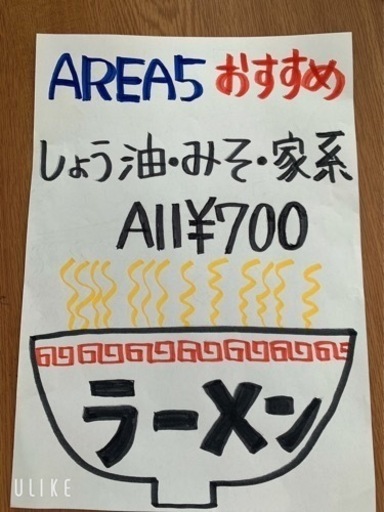 AREA5 おすすめ
しょう油・みそ・家系
All¥700
ラーメン
ULIKE